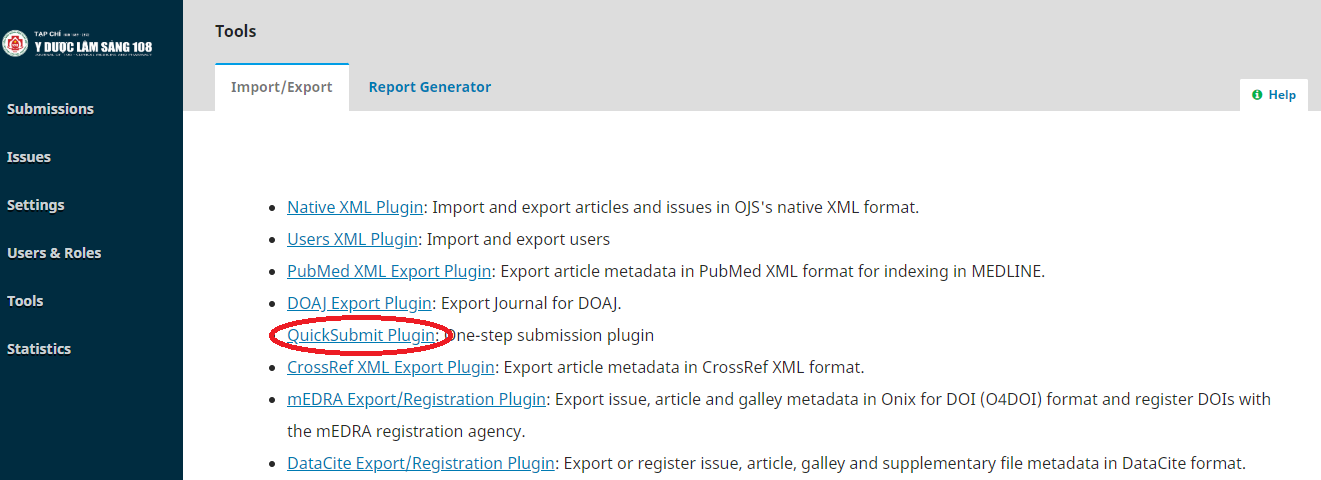 TẠP CHÍ
Y DƯỢC LÂM SÀNG 108
Tools
Import/Export
Report Generator
Help
Submissions
Issues
Settings
Users & Roles
Tools
Statistics
Native XML Plugin: Import and export articles and issues in OJS's native XML format.
Users XML Plugin: Import and export users
PubMed XML Export Plugin: Export article metadata in PubMed XML format for indexing in MEDLINE.
DOAJ Export Plugin: Export Journal for DOAJ.
QuickSubmit Plugin: One-step submission plugin
CrossRef XML Export Plugin: Export article metadata in CrossRef XML format.
mEDRA Export/Registration Plugin: Export issue, article and galley metadata in Onix for DOI (O4DOI) format and register DOIs with
the mEDRA registration agency.
DataCite Export/Registration Plugin: Export or register issue, article, galley and supplementary file metadata in DataCite format.